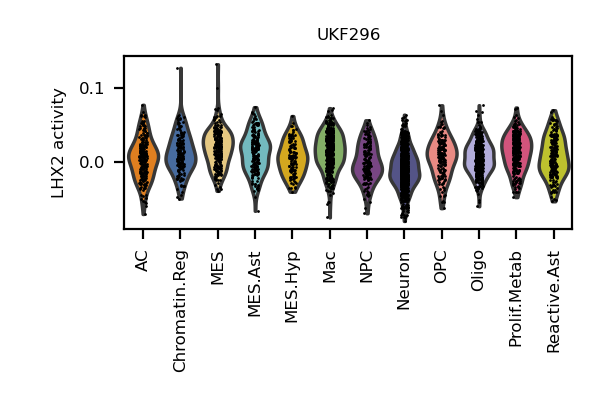 UKF296
LHX2 activity
0.1
0.0
AC
Chromatin.Reg
MES
MES.Ast
MES.Hyp
Mac
NPC
Neuron
OPC
Oligo
Prolif.Metab
Reactive.Ast